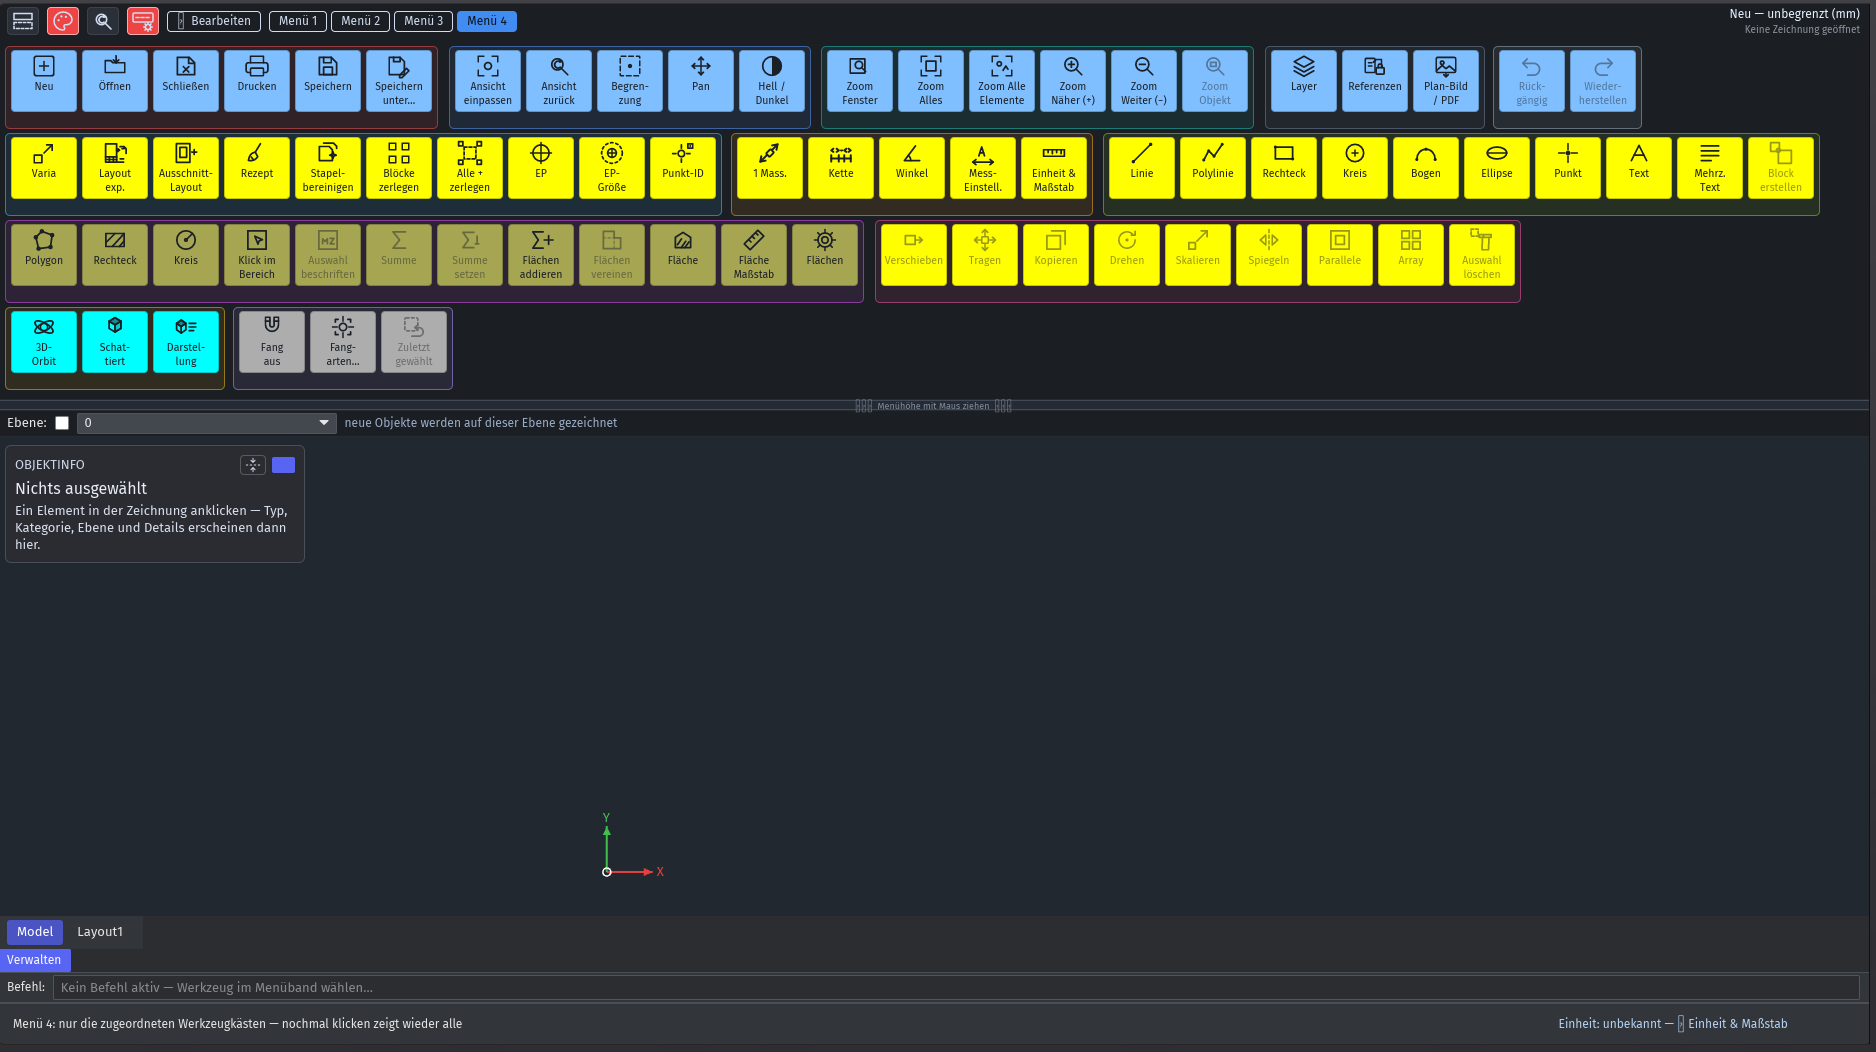 Bearbeiten Menü 1 Menü 2 Menü 3 Menü 4
Neu — unbegrenzt (mm)
Keine Zeichnung geöffnet
Neu
Öffnen
Schließen
Drucken
Speichern
Speichern
unter...
Ansicht
einpassen
Ansicht
zurück
Begren-
zung
Pan
Hell /
Dunkel
Zoom
Fenster
Zoom
Alles
Zoom Alle
Elemente
Zoom
Näher (+)
Zoom
Weiter (−)
Zoom
Objekt
Layer
Referenzen
Plan-Bild
/ PDF
Rück-
gängig
Wieder-
herstellen
Varia
Layout
exp.
Ausschnitt-
Layout
Rezept
Stapel-
bereinigen
Blöcke
zerlegen
Alle +
zerlegen
EP
EP-
Größe
Punkt-ID
1 Mass.
Kette
Winkel
Mess-
Einstell.
Einheit &
Maßstab
Linie
Polylinie
Rechteck
Kreis
Bogen
Ellipse
Punkt
Text
Mehrz.
Text
Block
erstellen
Polygon
Rechteck
Kreis
Klick im
Bereich
MZ
Auswahl
beschriften
Summe
Summe
setzen
Flächen
addieren
Flächen
vereinen
Fläche
Fläche
Maßstab
Flächen
Verschieben
Tragen
Kopieren
Drehen
Skalieren
Spiegeln
Parallele
Array
Auswahl
löschen
3D-
Orbit
Schat-
tiert
Darstel-
lung
Fang
aus
Fang-
arten...
Zuletzt
gewählt
Menühöhe mit Maus ziehen
Ebene: 0 neue Objekte werden auf dieser Ebene gezeichnet
OBJEKTINFO
Nichts ausgewählt
Ein Element in der Zeichnung anklicken — Typ,
Kategorie, Ebene und Details erscheinen dann
hier.
Y
X
Model Layout1
Verwalten
Befehl: Kein Befehl aktiv — Werkzeug im Menüband wählen...
Menü 4: nur die zugeordneten Werkzeugkästen — nochmal klicken zeigt wieder alle
Einheit: unbekannt — Einheit & Maßstab